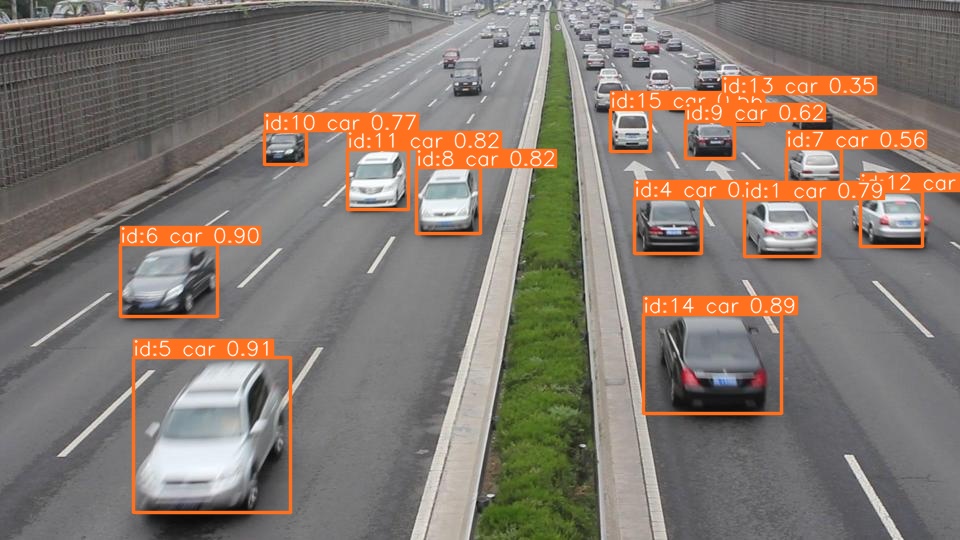 id:13 car 0.35
id:15 car
id:9 car 0.62
id:10 car 0.77
id:11 car 0.82
id:8 car 0.82
id:7 car 0.56
id:4 car 0.
id:1 car 0.79
id:12 car
id:6 car 0.90
id:14 car 0.89
id:5 car 0.91